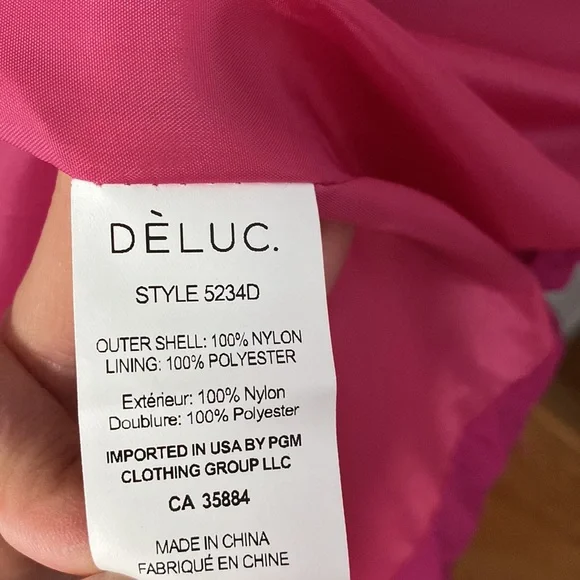 DÈLUC.
STYLE 5234D
OUTER SHELL: 100% NYLON
LINING: 100% POLYESTER
Extérieur: 100% Nylon
Doublure: 100% Polyester
IMPORTED IN USA BY PGM
CLOTHING GROUP LLC
CA 35884
MADE IN CHINA
FABRIQUÉ EN CHINE